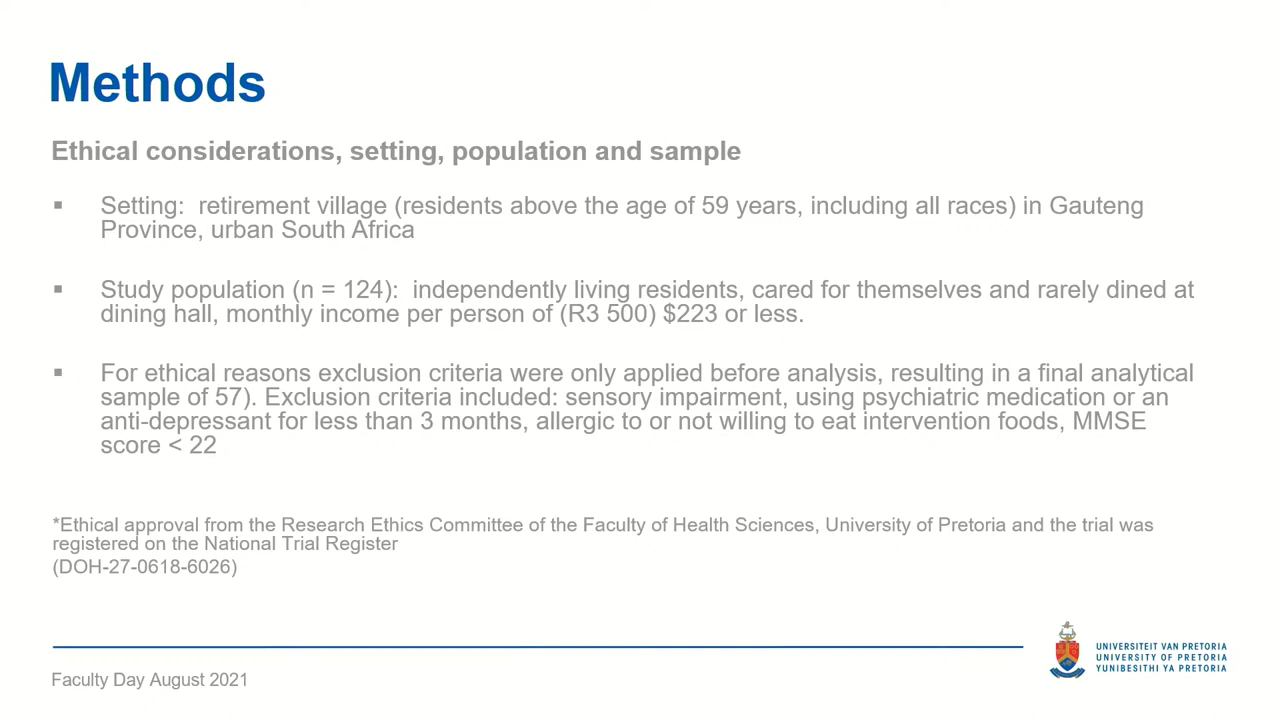 Methods
Ethical considerations, setting, population and sample
▪ Setting:  retirement village (residents above the age of 59 years, including all races) in Gauteng
Province, urban South Africa
▪ Study population (n = 124):  independently living residents, cared for themselves and rarely dined at
dining hall, monthly income per person of (R3 500) $223 or less.
▪ For ethical reasons exclusion criteria were only applied before analysis, resulting in a final analytical
sample of 57). Exclusion criteria included: sensory impairment, using psychiatric medication or an
anti-depressant for less than 3 months, allergic to or not willing to eat intervention foods, MMSE
score < 22
*Ethical approval from the Research Ethics Committee of the Faculty of Health Sciences, University of Pretoria and the trial was
registered on the National Trial Register
(DOH-27-0618-6026)
UNIVERSITEIT VAN PRETORIA
UNIVERSITY OF PRETORIA
YUNIBESITHI YA PRETORIA
Faculty Day August 2021